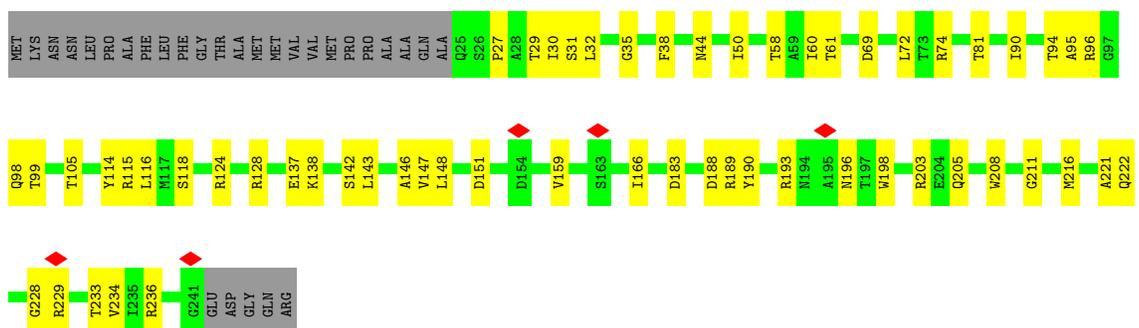 MET LYS ASN ASN LEU PRO ALA PHE LEU PHE GLY THR ALA MET MET VAL VAL MET PRO PRO ALA ALA GLN ALA Q25 S26 P27 A28 T29 I30 S31 L32 G35 F38 N44 I50 T58 A59 I60 T61 D69 L72 T73 R74 T81 I90 T94 A95 R96 G97
Q98 T99 T105 Y114 R115 L116 M117 S118 R124 R128 E137 K138 S142 L143 A146 V147 L148 D151 D154 V159 S163 I166 D183 D188 R189 Y190 R193 N194 A195 N196 T197 W198 R203 E204 Q205 W208 G211 M216 A221 Q222
G228 R229 T233 V234 I235 R236 G241 GLU ASP GLY GLN ARG